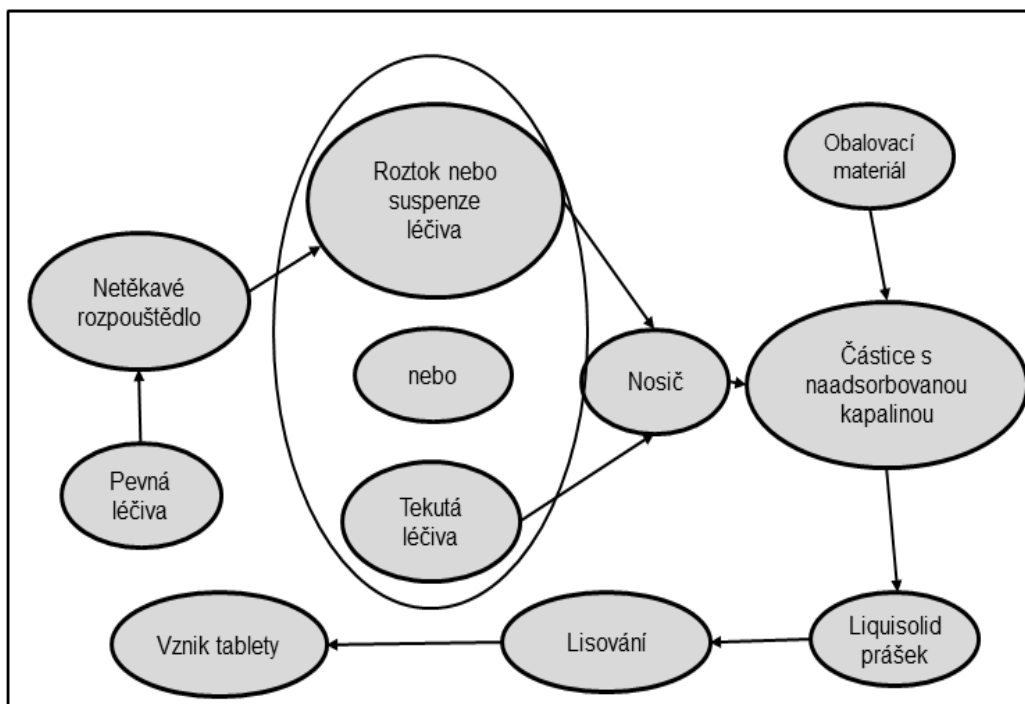 Roztok nebo
suspenze
léčiva
Obalovací
materiál
Netěkavé
rozpouštědlo
nebo
Nosič
Částice s
naadsorbovanou
kapalinou
Pevná
léčiva
Tekutá
léčiva
Vznik tablety
Lisování
Liquisolid
prášek